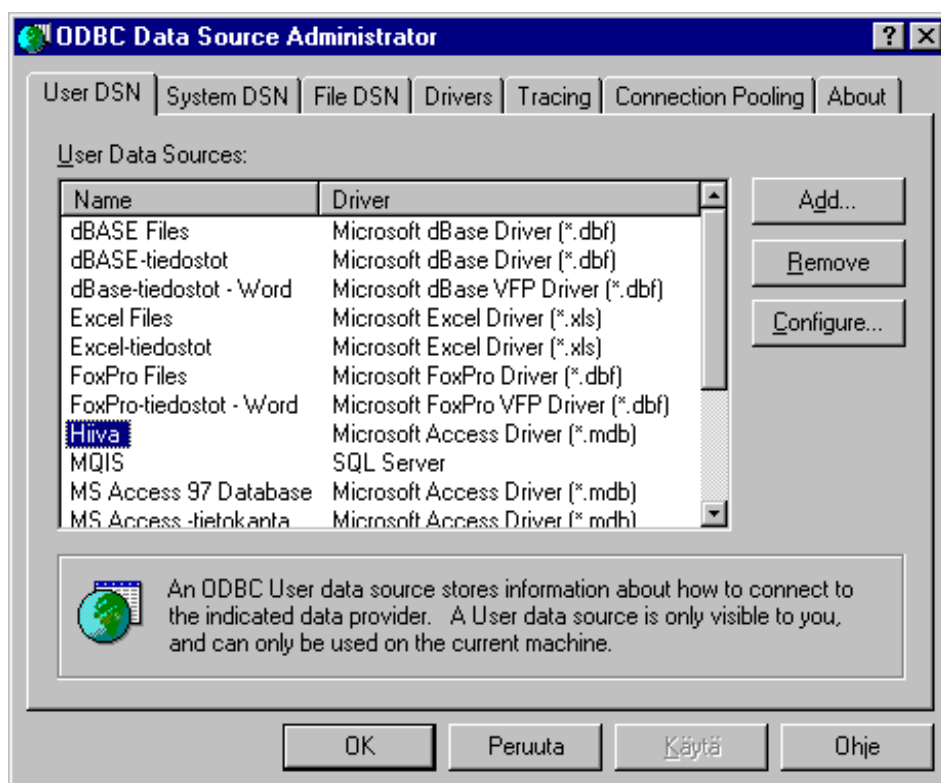 ODBC Data Source Administrator
User DSN System DSN File DSN Drivers Tracing Connection Pooling About
User Data Sources:
Name Driver
dBASE Files Microsoft dBase Driver (*.dbf)
dBASE-tiedostot Microsoft dBase Driver (*.dbf)
dBase-tiedostot - Word Microsoft dBase VFP Driver (*.dbf)
Excel Files Microsoft Excel Driver (*.xls)
Excel-tiedostot Microsoft Excel Driver (*.xls)
FoxPro Files Microsoft FoxPro Driver (*.dbf)
FoxPro-tiedostot - Word Microsoft FoxPro VFP Driver (*.dbf)
Hiiva Microsoft Access Driver (*.mdb)
MQIS SQL Server
MS Access 97 Database Microsoft Access Driver (*.mdb)
MS Access -tietokanta Microsoft Access Driver (*.mdb)
Add...
Remove
Configure...
An ODBC User data source stores information about how to connect to
the indicated data provider. A User data source is only visible to you,
and can only be used on the current machine.
OK Peruuta Käytä Ohje